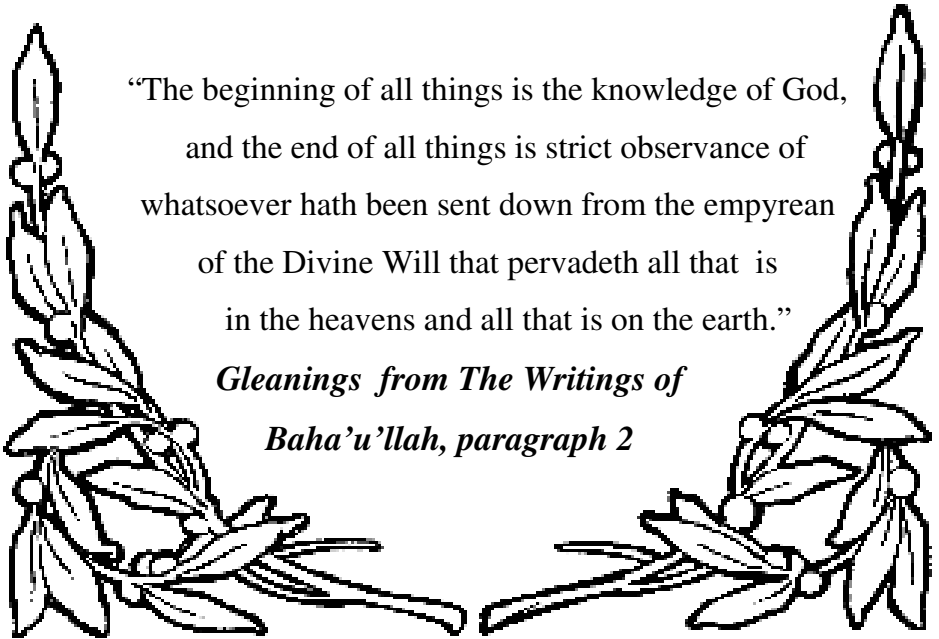 “The beginning of all things is the knowledge of God,
and the end of all things is strict observance of
whatsoever hath been sent down from the empyrean
of the Divine Will that pervadeth all that  is
in the heavens and all that is on the earth.”
Gleanings  from The Writings of
Baha’u’llah, paragraph 2